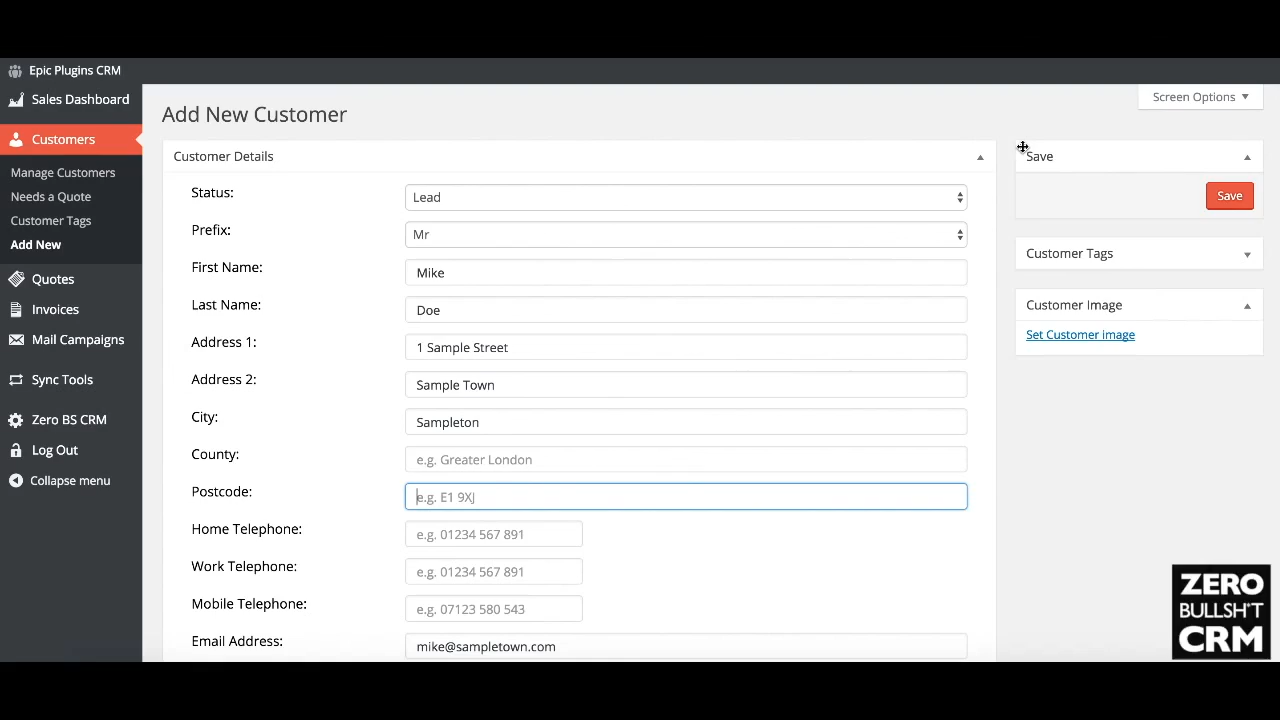 Epic Plugins CRM
Sales Dashboard
Customers
Manage Customers
Needs a Quote
Customer Tags
Add New
Quotes
Invoices
Mail Campaigns
Sync Tools
Zero BS CRM
Log Out
Collapse menu
Screen Options
Add New Customer
Customer Details
Status: Lead
Prefix: Mr
First Name: Mike
Last Name: Doe
Address 1: 1 Sample Street
Address 2: Sample Town
City: Sampleton
County: e.g. Greater London
Postcode: e.g. E1 9XJ
Home Telephone: e.g. 01234 567 891
Work Telephone: e.g. 01234 567 891
Mobile Telephone: e.g. 07123 580 543
Email Address: mike@sampletown.com
Save
Save
Customer Tags
Customer Image
Set Customer image
ZERO
BULLSH*T
CRM